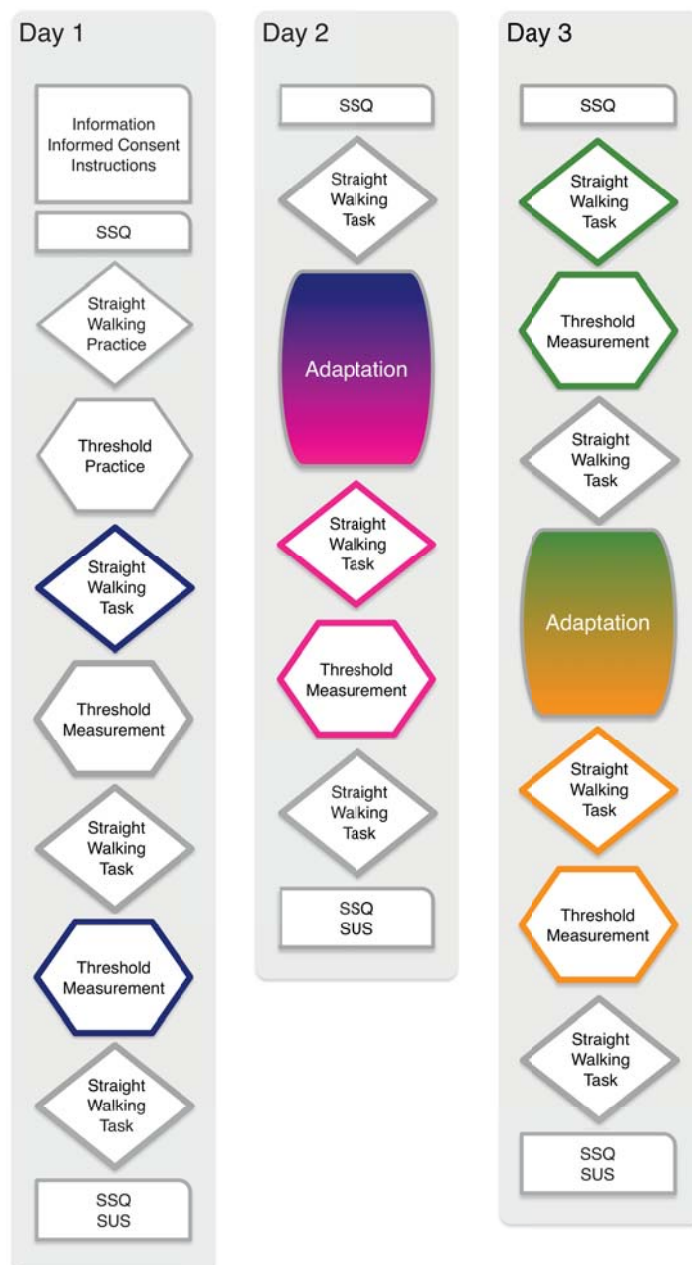 Day 1
Information
Informed Consent
Instructions
SSQ
Straight
Walking
Practice
Threshold
Practice
Straight
Walking
Task
Threshold
Measurement
Straight
Walking
Task
Threshold
Measurement
Straight
Walking
Task
SSQ
SUS
Day 2
SSQ
Straight
Walking
Task
Adaptation
Straight
Walking
Task
Threshold
Measurement
Straight
Walking
Task
SSQ
SUS
Day 3
SSQ
Straight
Walking
Task
Threshold
Measurement
Straight
Walking
Task
Adaptation
Straight
Walking
Task
Threshold
Measurement
Straight
Walking
Task
SSQ
SUS